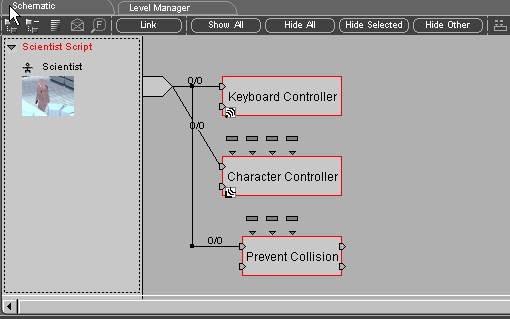 Schematic
Level Manager
Link
Show All
Hide All
Hide Selected
Hide Other
Scientist Script
Scientist
0/0
Keyboard Controller
0/0
Character Controller
0/0
Prevent Collision